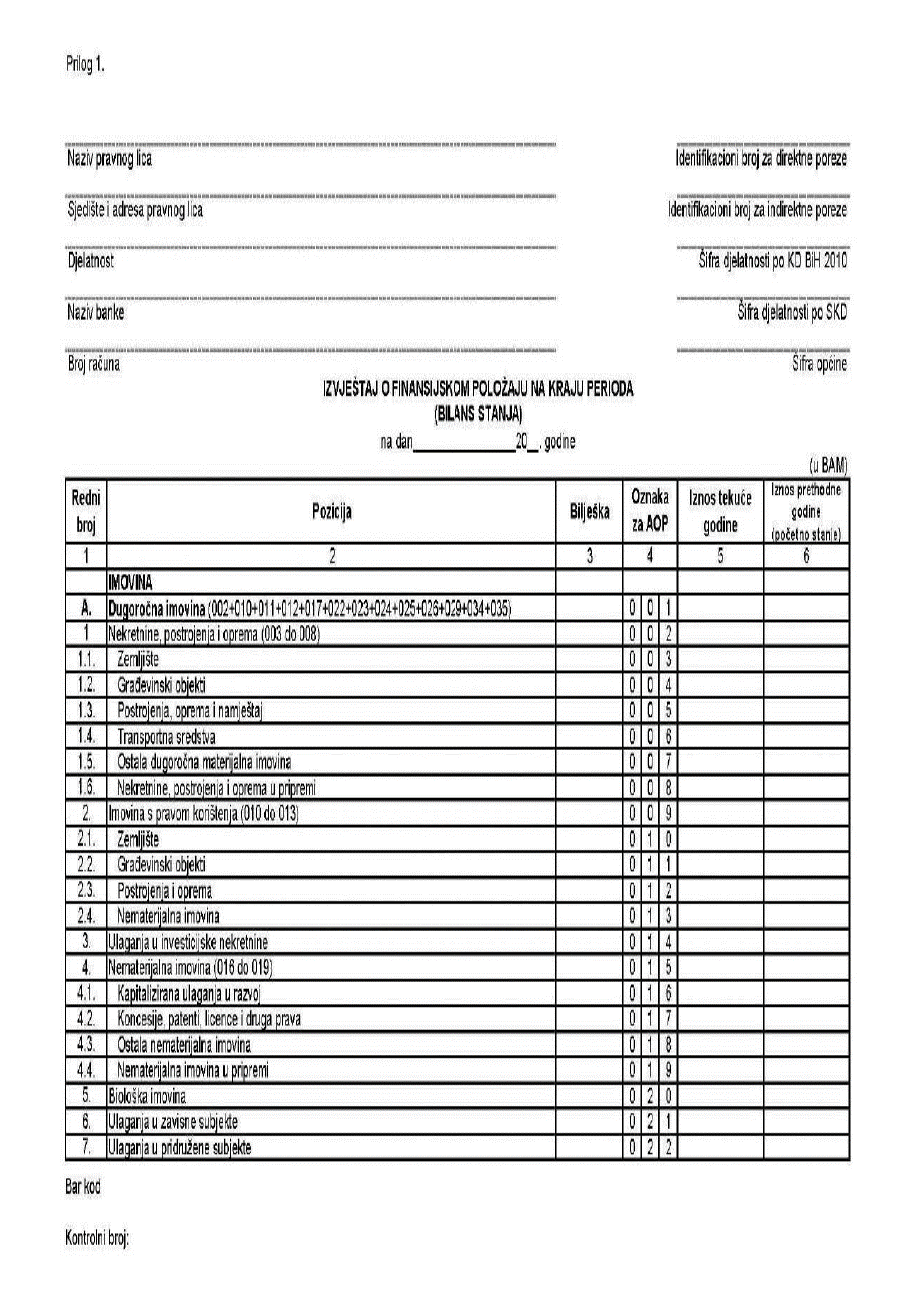 Prilog 1.
Naziv pravnog lica
Identifikacioni broj za direktne poreze
Sjedište i adresa pravnog lica
Identifikacioni broj za indirektne poreze
Djelatnost
Šifra djelatnosti po KD BiH 2010
Naziv banke
Šifra djelatnosti po SKD
Broj računa
Šifra općine
IZVJEŠTAJ O FINANSIJSKOM POLOŽAJU NA KRAJU PERIODA
(BILANS STANJA)
na dan________________20__. godine
(u BAM)
Redni broj Pozicija Bilješka Oznaka za AOP Iznos tekuće godine Iznos prethodne godine (početno stanje)
1 2 3 4 5 6
IMOVINA
A. Dugoročna imovina (002+010+011+012+017+022+023+024+025+026+029+034+035) 0 0 1
1 Nekretnine, postrojenja i oprema (003 do 008) 0 0 2
1.1. Zemljište 0 0 3
1.2. Građevinski objekti 0 0 4
1.3. Postrojenja, oprema i namještaj 0 0 5
1.4. Transportna sredstva 0 0 6
1.5. Ostala dugoročna materijalna imovina 0 0 7
1.6. Nekretnine, postrojenja i oprema u pripremi 0 0 8
2. Imovina s pravom korištenja (010 do 013) 0 0 9
2.1. Zemljište 0 1 0
2.2. Građevinski objekti 0 1 1
2.3. Postrojenja i oprema 0 1 2
2.4. Nematerijalna imovina 0 1 3
3. Ulaganja u investicijske nekretnine 0 1 4
4. Nematerijalna imovina (016 do 019) 0 1 5
4.1. Kapitalizirana ulaganja u razvoj 0 1 6
4.2. Koncesije, patenti, licence i druga prava 0 1 7
4.3. Ostala nematerijalna imovina 0 1 8
4.4. Nematerijalna imovina u pripremi 0 1 9
5. Biološka imovina 0 2 0
6. Ulaganja u zavisne subjekte 0 2 1
7. Ulaganja u pridružene subjekte 0 2 2
Bar kod
Kontrolni broj: